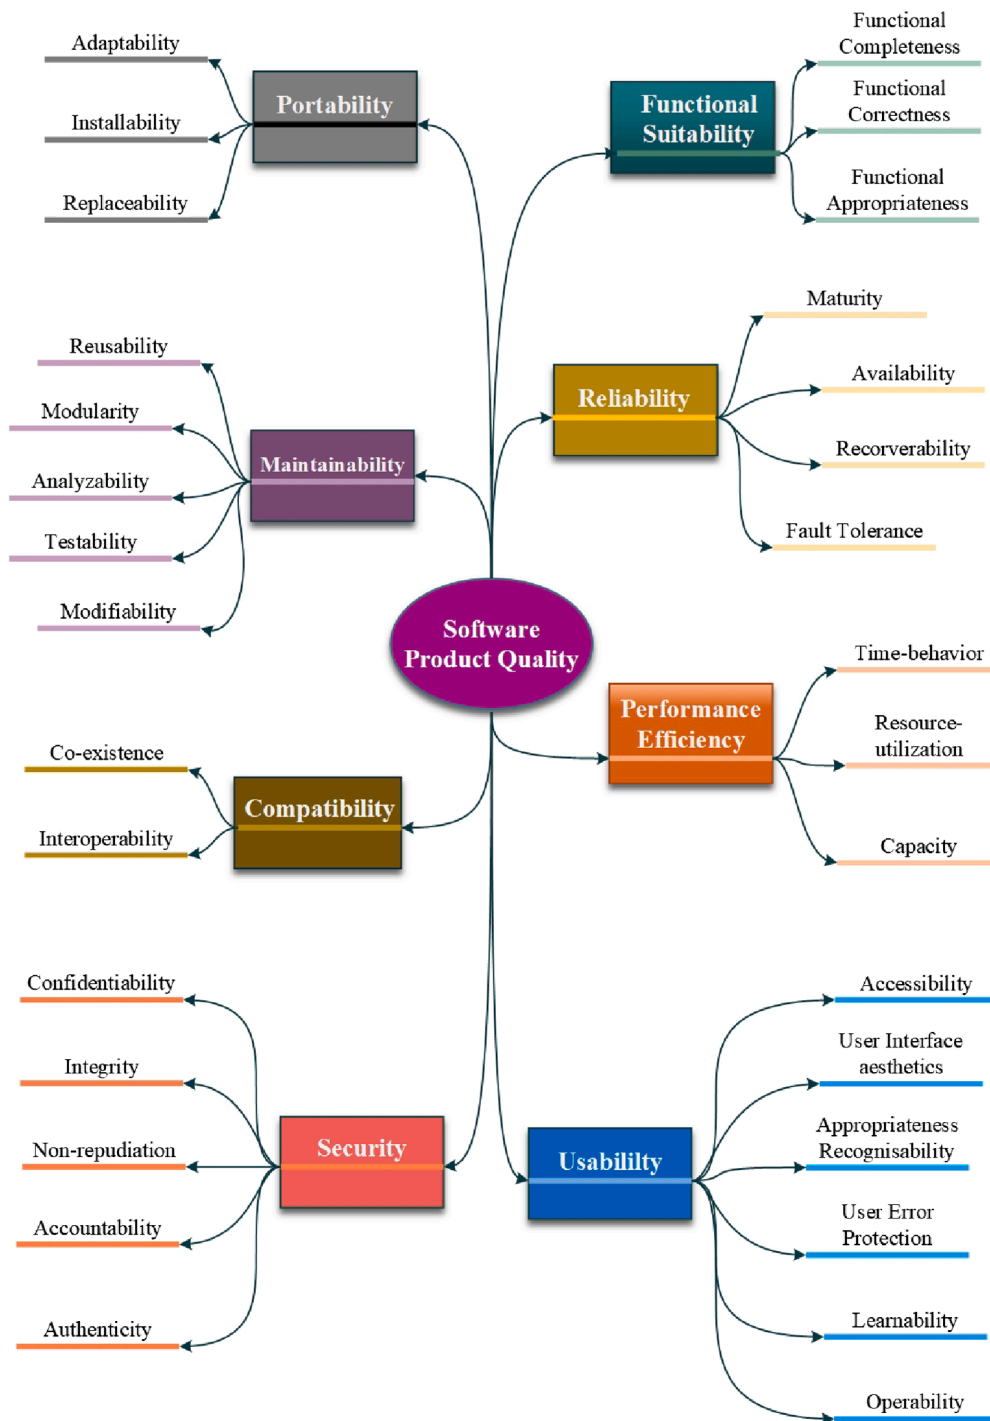 Portability
Adaptability
Installability
Replaceability
Functional
Suitability
Functional
Completeness
Functional
Correctness
Functional
Appropriateness
Maintainability
Reusability
Modularity
Analyzability
Testability
Modifiability
Reliability
Maturity
Availability
Recorverability
Fault Tolerance
Software
Product Quality
Performance
Efficiency
Time-behavior
Resource-
utilization
Capacity
Compatibility
Co-existence
Interoperability
Security
Confidentiability
Integrity
Non-repudiation
Accountability
Authenticity
Usabililty
Accessibility
User Interface
aesthetics
Appropriateness
Recognisability
User Error
Protection
Learnability
Operability